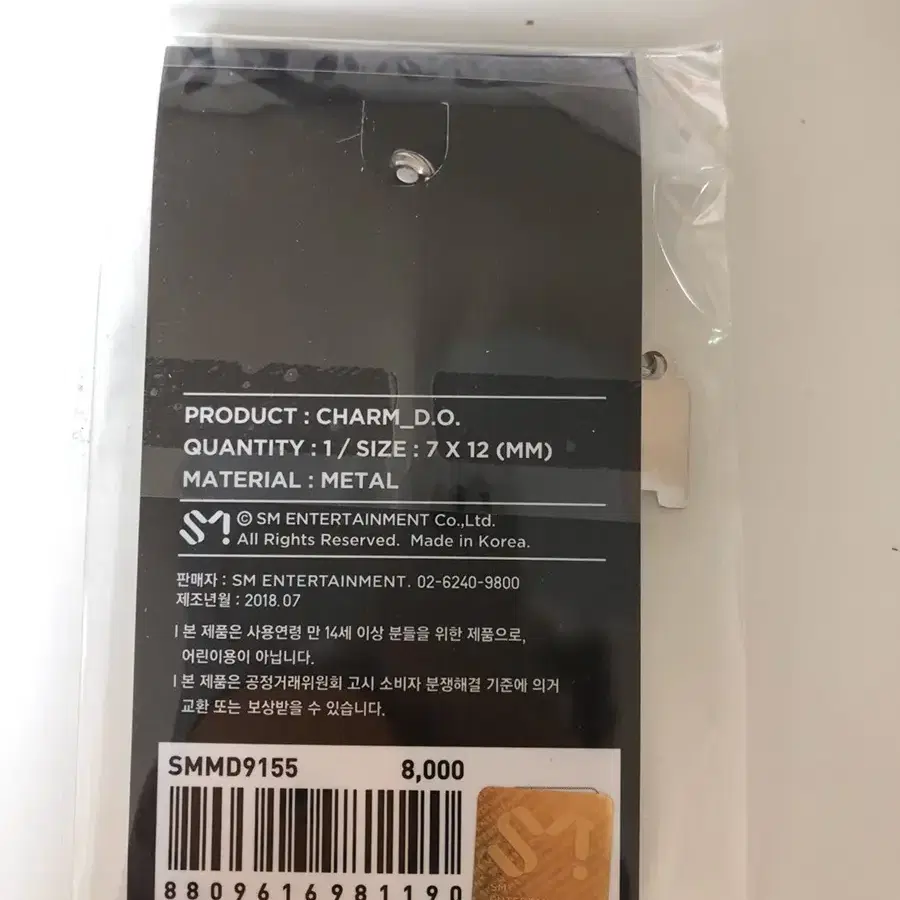 PRODUCT : CHARM_D.O.
QUANTITY : 1 / SIZE : 7 X 12 (MM)
MATERIAL : METAL
SM! © SM ENTERTAINMENT Co.,Ltd.
All Rights Reserved. Made in Korea.
판매자 : SM ENTERTAINMENT. 02-6240-9800
제조년월 : 2018.07
| 본 제품은 사용연령 만 14세 이상 분들을 위한 제품으로,
어린이용이 아닙니다.
| 본 제품은 공정거래위원회 고시 소비자 분쟁해결 기준에 의거
교환 또는 보상받을 수 있습니다.
SMMD9155 8,000
SM!
SM
8809616981190